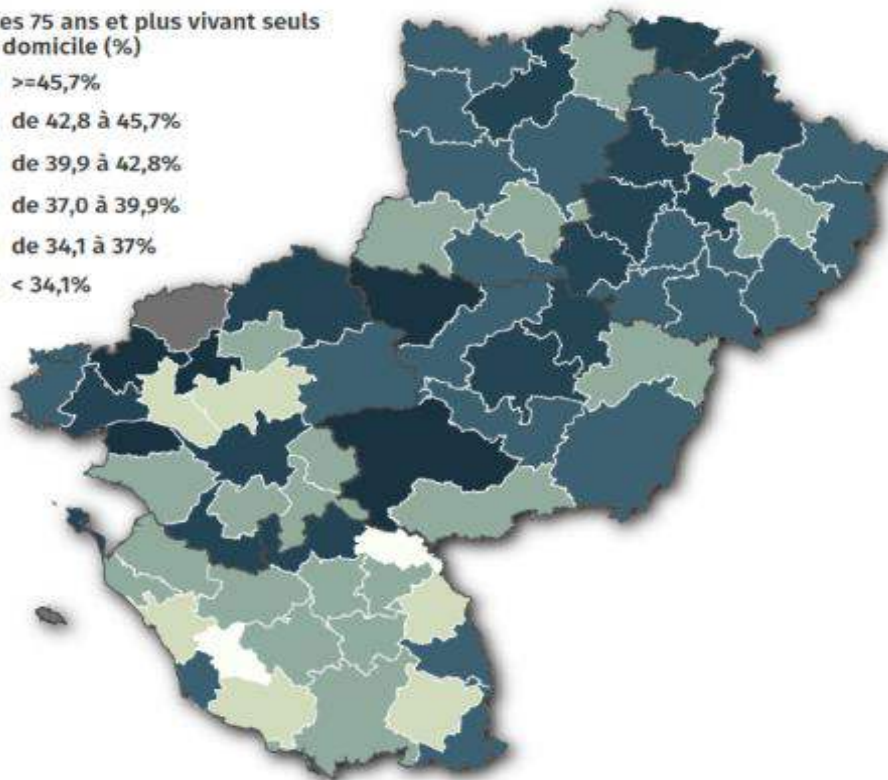 es 75 ans et plus vivant seuls
domicile (%)
>=45,7%
de 42,8 à 45,7%
de 39,9 à 42,8%
de 37,0 à 39,9%
de 34,1 à 37%
< 34,1%